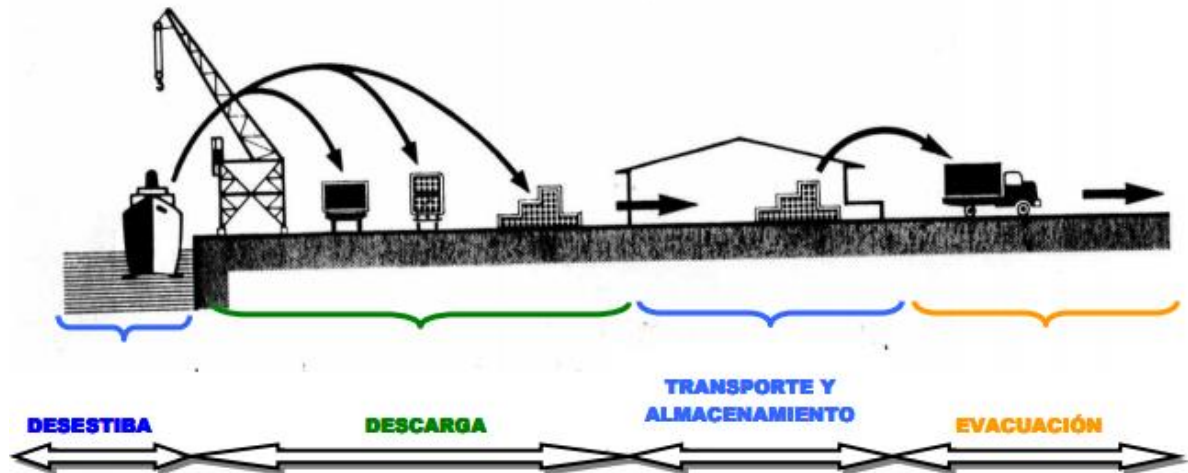 DESESTIBA
DESCARGA
TRANSPORTE Y
ALMACENAMIENTO
EVACUACIÓN